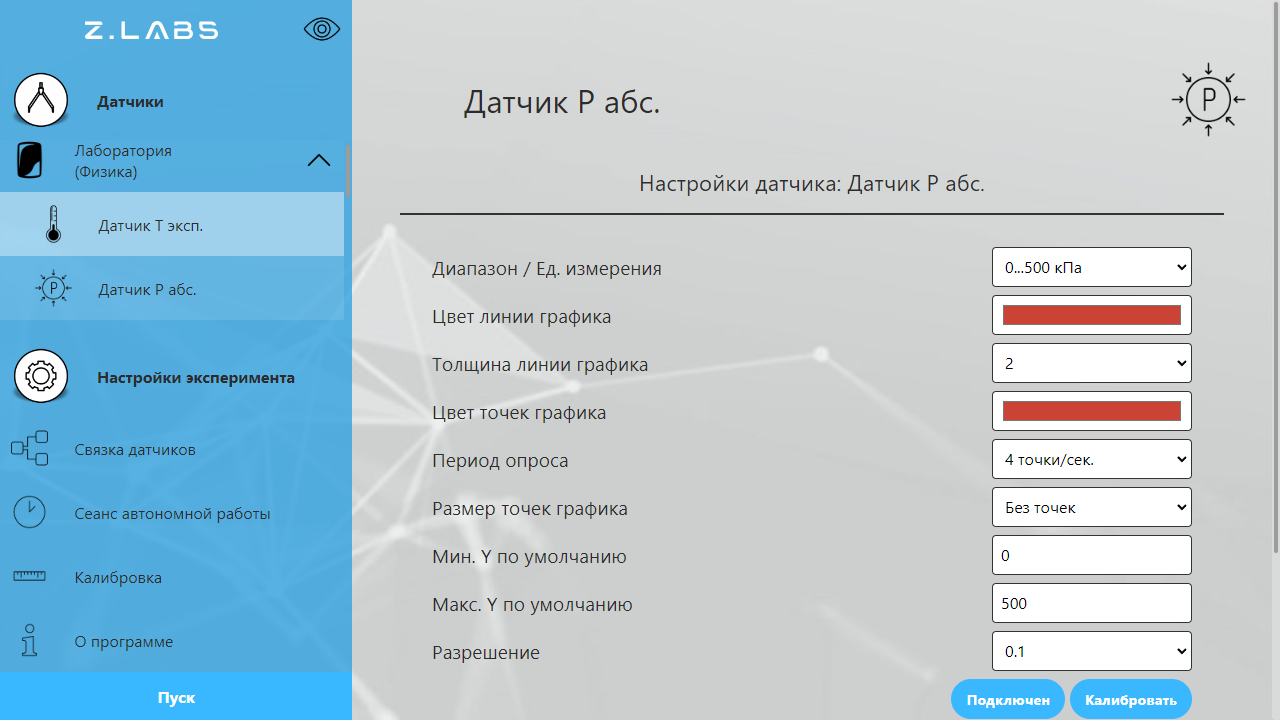 Z.LABS
Датчики
Лаборатория
(Физика)
Датчик T эксп.
Датчик P абс.
Настройки эксперимента
Связка датчиков
Сеанс автономной работы
Калибровка
О программе
Пуск
Датчик P абс.
P
Настройки датчика: Датчик P абс.
Диапазон / Ед. измерения
0...500 кПа
Цвет линии графика
Толщина линии графика
2
Цвет точек графика
Период опроса
4 точки/сек.
Размер точек графика
Без точек
Мин. Y по умолчанию
0
Макс. Y по умолчанию
500
Разрешение
0.1
Подключен
Калибровать